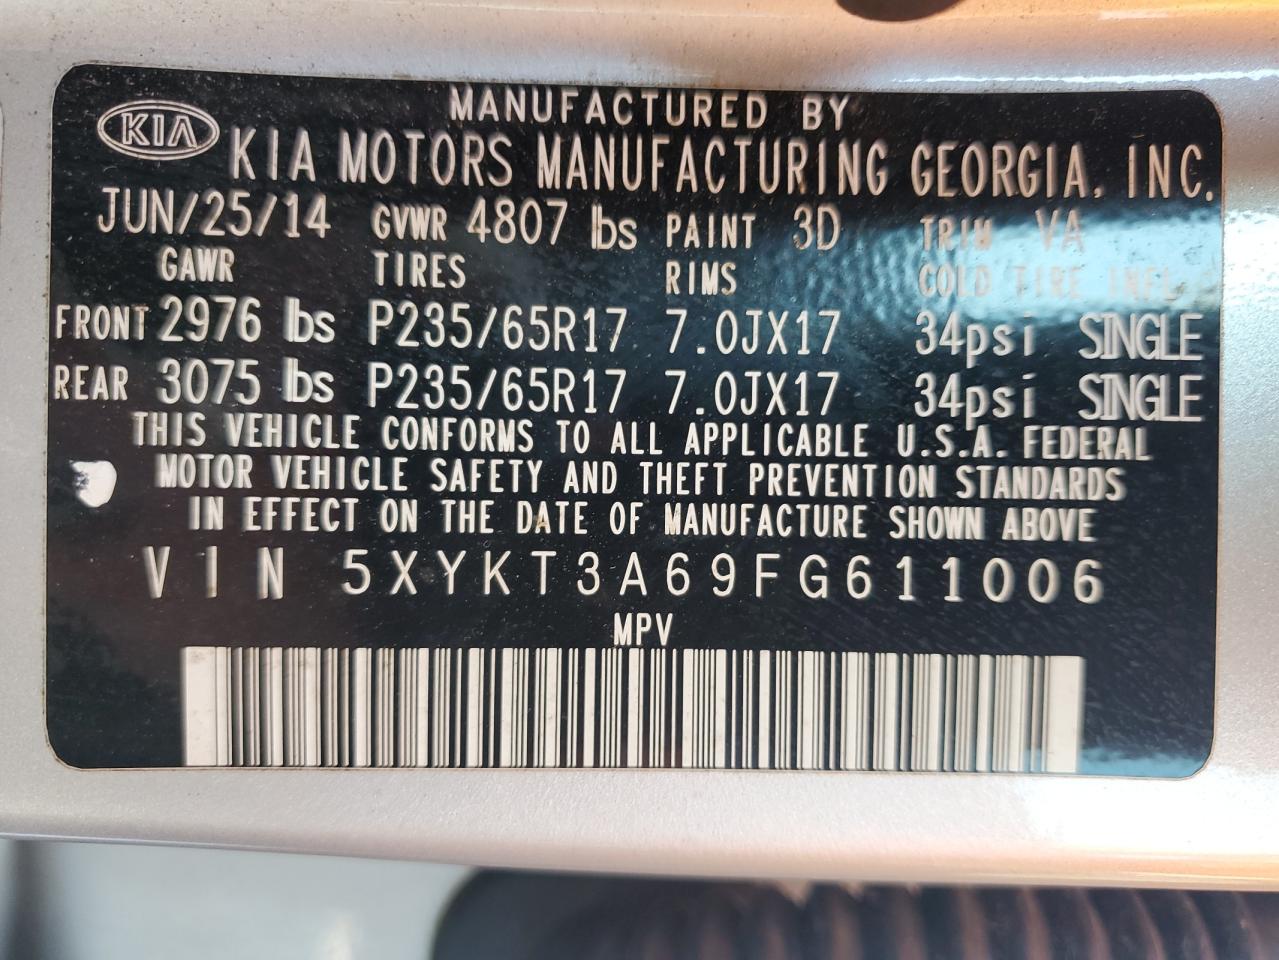 MANUFACTURED BY
KIA KIA MOTORS MANUFACTURING GEORGIA, INC.
JUN/25/14 GVWR 4807 lbs PAINT 3D TRIM VA
GAWR TIRES RIMS COLD TIRE INFL.
FRONT 2976 lbs P235/65R17 7.0JX17 34psi SINGLE
REAR 3075 lbs P235/65R17 7.0JX17 34psi SINGLE
THIS VEHICLE CONFORMS TO ALL APPLICABLE U.S.A. FEDERAL
MOTOR VEHICLE SAFETY AND THEFT PREVENTION STANDARDS
IN EFFECT ON THE DATE OF MANUFACTURE SHOWN ABOVE
VIN 5XYKT3A69FG611006
MPV